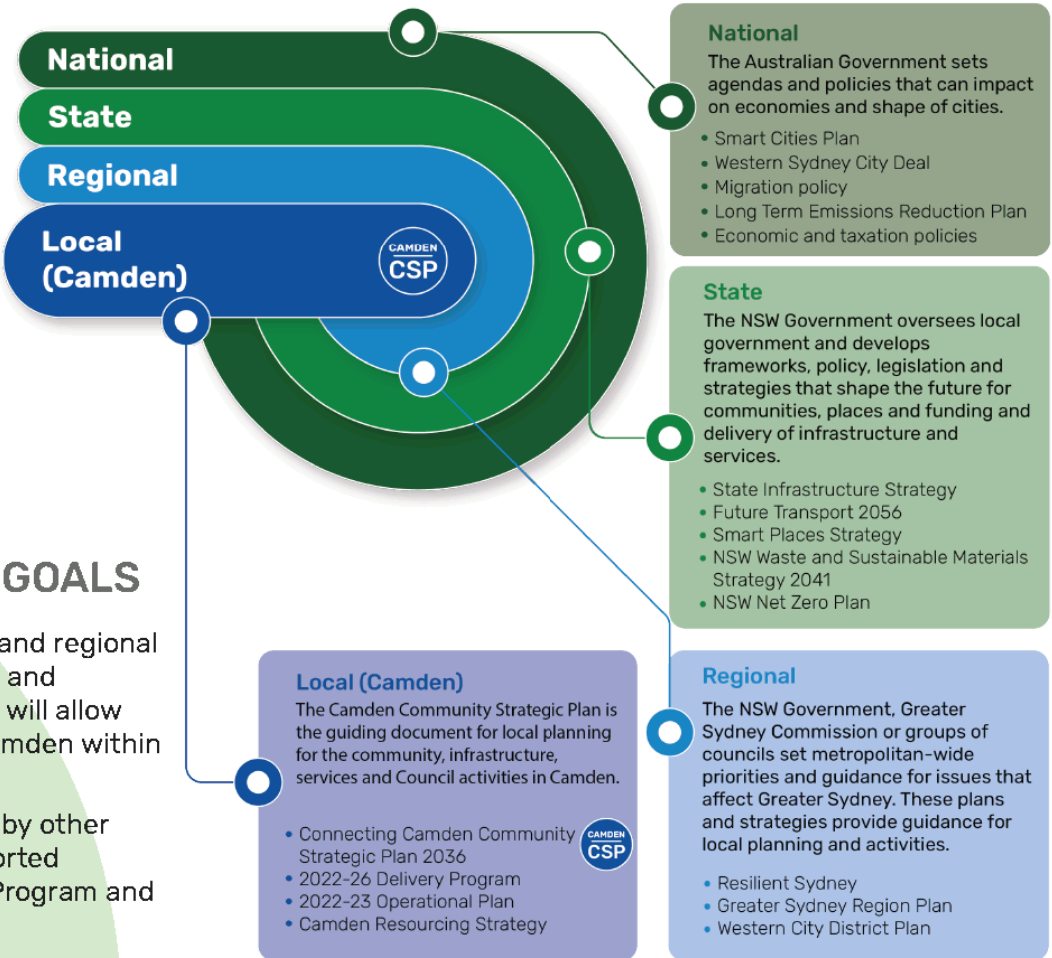 National
State
Regional
Local
(Camden)
CAMDEN
CSP
National
The Australian Government sets
agendas and policies that can impact
on economies and shape of cities.
• Smart Cities Plan
• Western Sydney City Deal
• Migration policy
• Long Term Emissions Reduction Plan
• Economic and taxation policies
State
The NSW Government oversees local
government and develops
frameworks, policy, legislation and
strategies that shape the future for
communities, places and funding and
delivery of infrastructure and
services.
• State Infrastructure Strategy
• Future Transport 2056
• Smart Places Strategy
• NSW Waste and Sustainable Materials
Strategy 2041
• NSW Net Zero Plan
GOALS
and regional
and
will allow
mden within
by other
orted
Program and
Local (Camden)
The Camden Community Strategic Plan is
the guiding document for local planning
for the community, infrastructure,
services and Council activities in Camden.
• Connecting Camden Community
Strategic Plan 2036
• 2022-26 Delivery Program
• 2022-23 Operational Plan
• Camden Resourcing Strategy
CAMDEN
CSP
Regional
The NSW Government, Greater
Sydney Commission or groups of
councils set metropolitan-wide
priorities and guidance for issues that
affect Greater Sydney. These plans
and strategies provide guidance for
local planning and activities.
• Resilient Sydney
• Greater Sydney Region Plan
• Western City District Plan